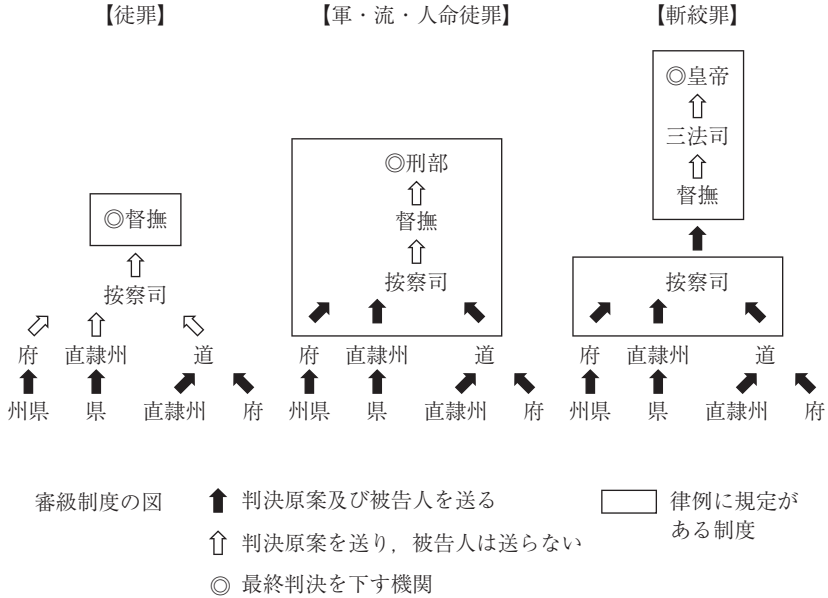 【徒罪】
◎督撫
按察司
府 直隷州 道
州県 県 直隷州 府
【軍・流・人命徒罪】
◎刑部
督撫
按察司
府 直隷州 道
州県 県 直隷州 府
【斬絞罪】
◎皇帝
三法司
督撫
按察司
府 直隷州 道
州県 県 直隷州 府
審級制度の図
判決原案及び被告人を送る
判決原案を送り，被告人は送らない
◎ 最終判決を下す機関
律例に規定が
ある制度